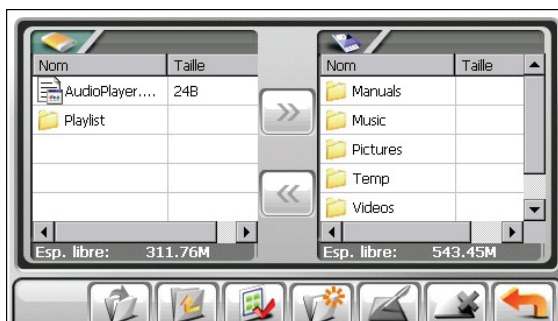 Nom Taille
AudioPlayer.... 24B
Playlist
Esp. libre: 311.76M
Nom Taille
Manuals
Music
Pictures
Temp
Videos
Esp. libre: 543.45M